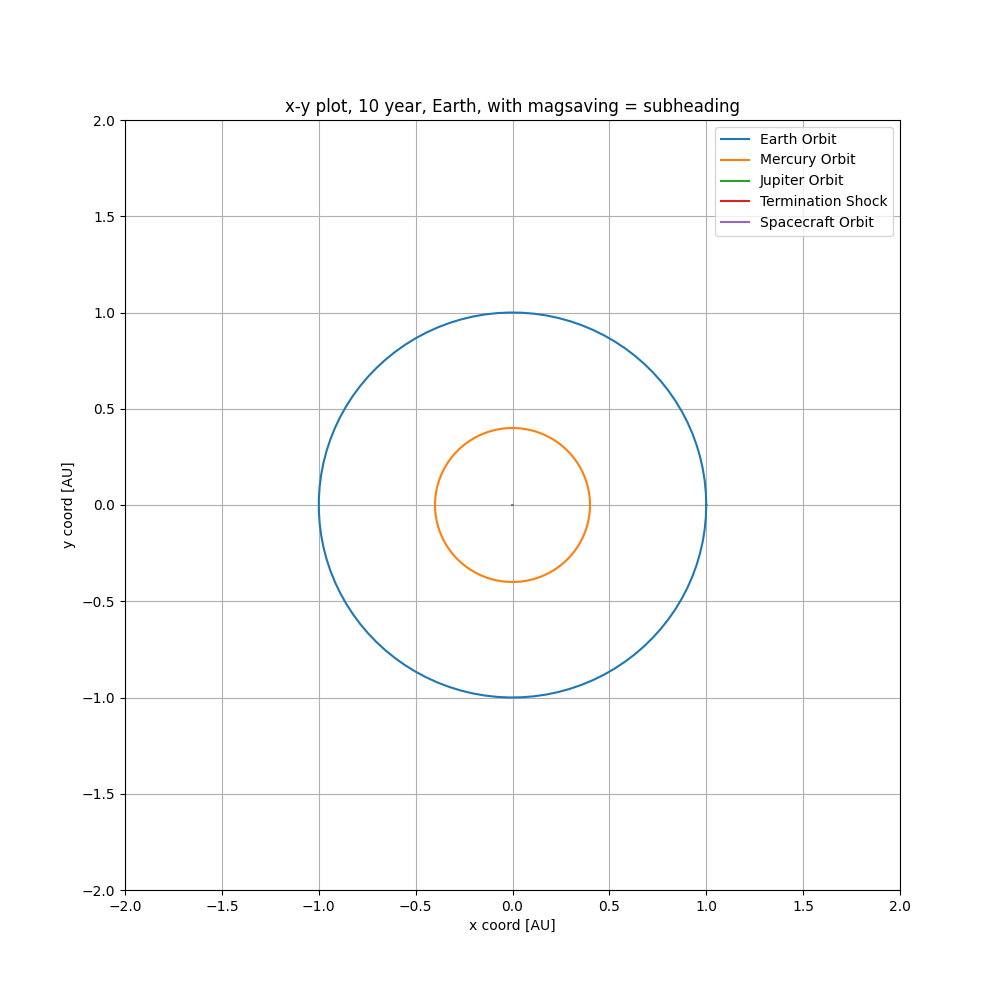 x-y plot, 10 year, Earth, with magsaving = subheading
Earth Orbit
Mercury Orbit
Jupiter Orbit
Termination Shock
Spacecraft Orbit
2.0
1.5
1.0
0.5
0.0
−0.5
−1.0
−1.5
−2.0
y coord [AU]
−2.0 −1.5 −1.0 −0.5 0.0 0.5 1.0 1.5 2.0
x coord [AU]